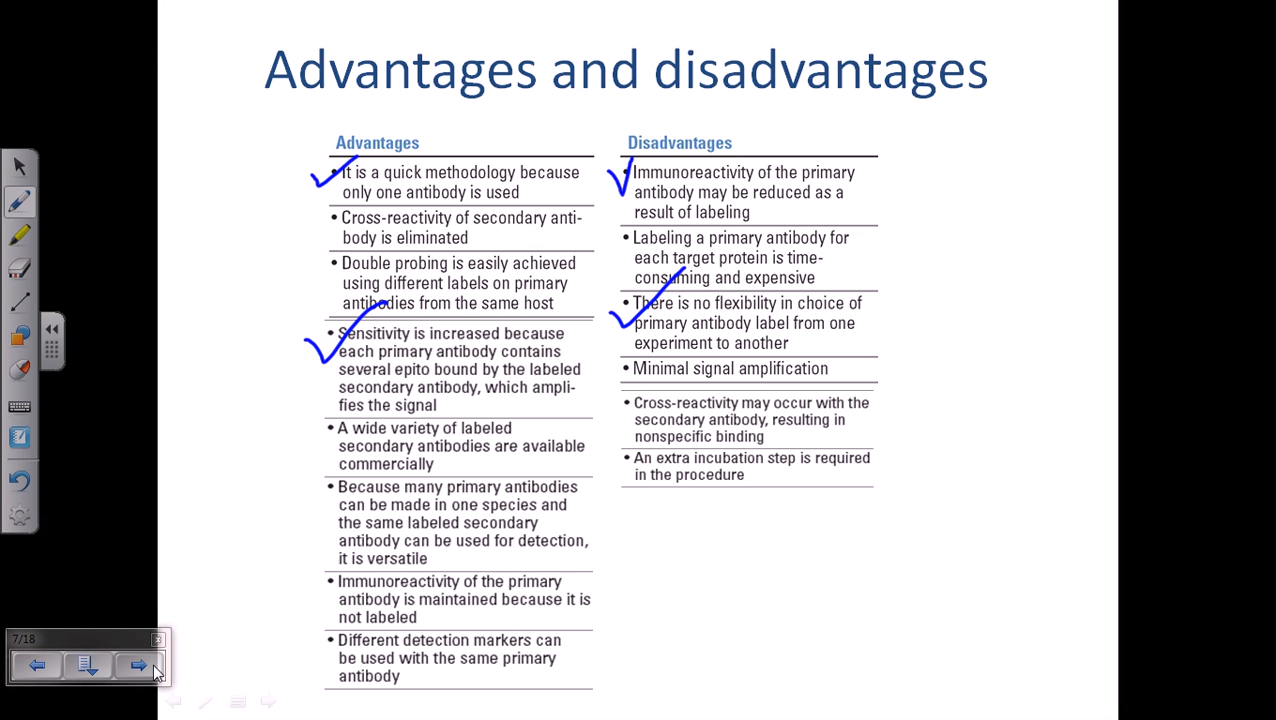 Advantages and disadvantages
Advantages
• It is a quick methodology because
only one antibody is used
• Cross-reactivity of secondary anti-
body is eliminated
• Double probing is easily achieved
using different labels on primary
antibodies from the same host
• Sensitivity is increased because
each primary antibody contains
several epito bound by the labeled
secondary antibody, which ampli-
fies the signal
• A wide variety of labeled
secondary antibodies are available
commercially
• Because many primary antibodies
can be made in one species and
the same labeled secondary
antibody can be used for detection,
it is versatile
• Immunoreactivity of the primary
antibody is maintained because it is
not labeled
• Different detection markers can
be used with the same primary
antibody
Disadvantages
• Immunoreactivity of the primary
antibody may be reduced as a
result of labeling
• Labeling a primary antibody for
each target protein is time-
consuming and expensive
• There is no flexibility in choice of
primary antibody label from one
experiment to another
• Minimal signal amplification
• Cross-reactivity may occur with the
secondary antibody, resulting in
nonspecific binding
• An extra incubation step is required
in the procedure
7/18